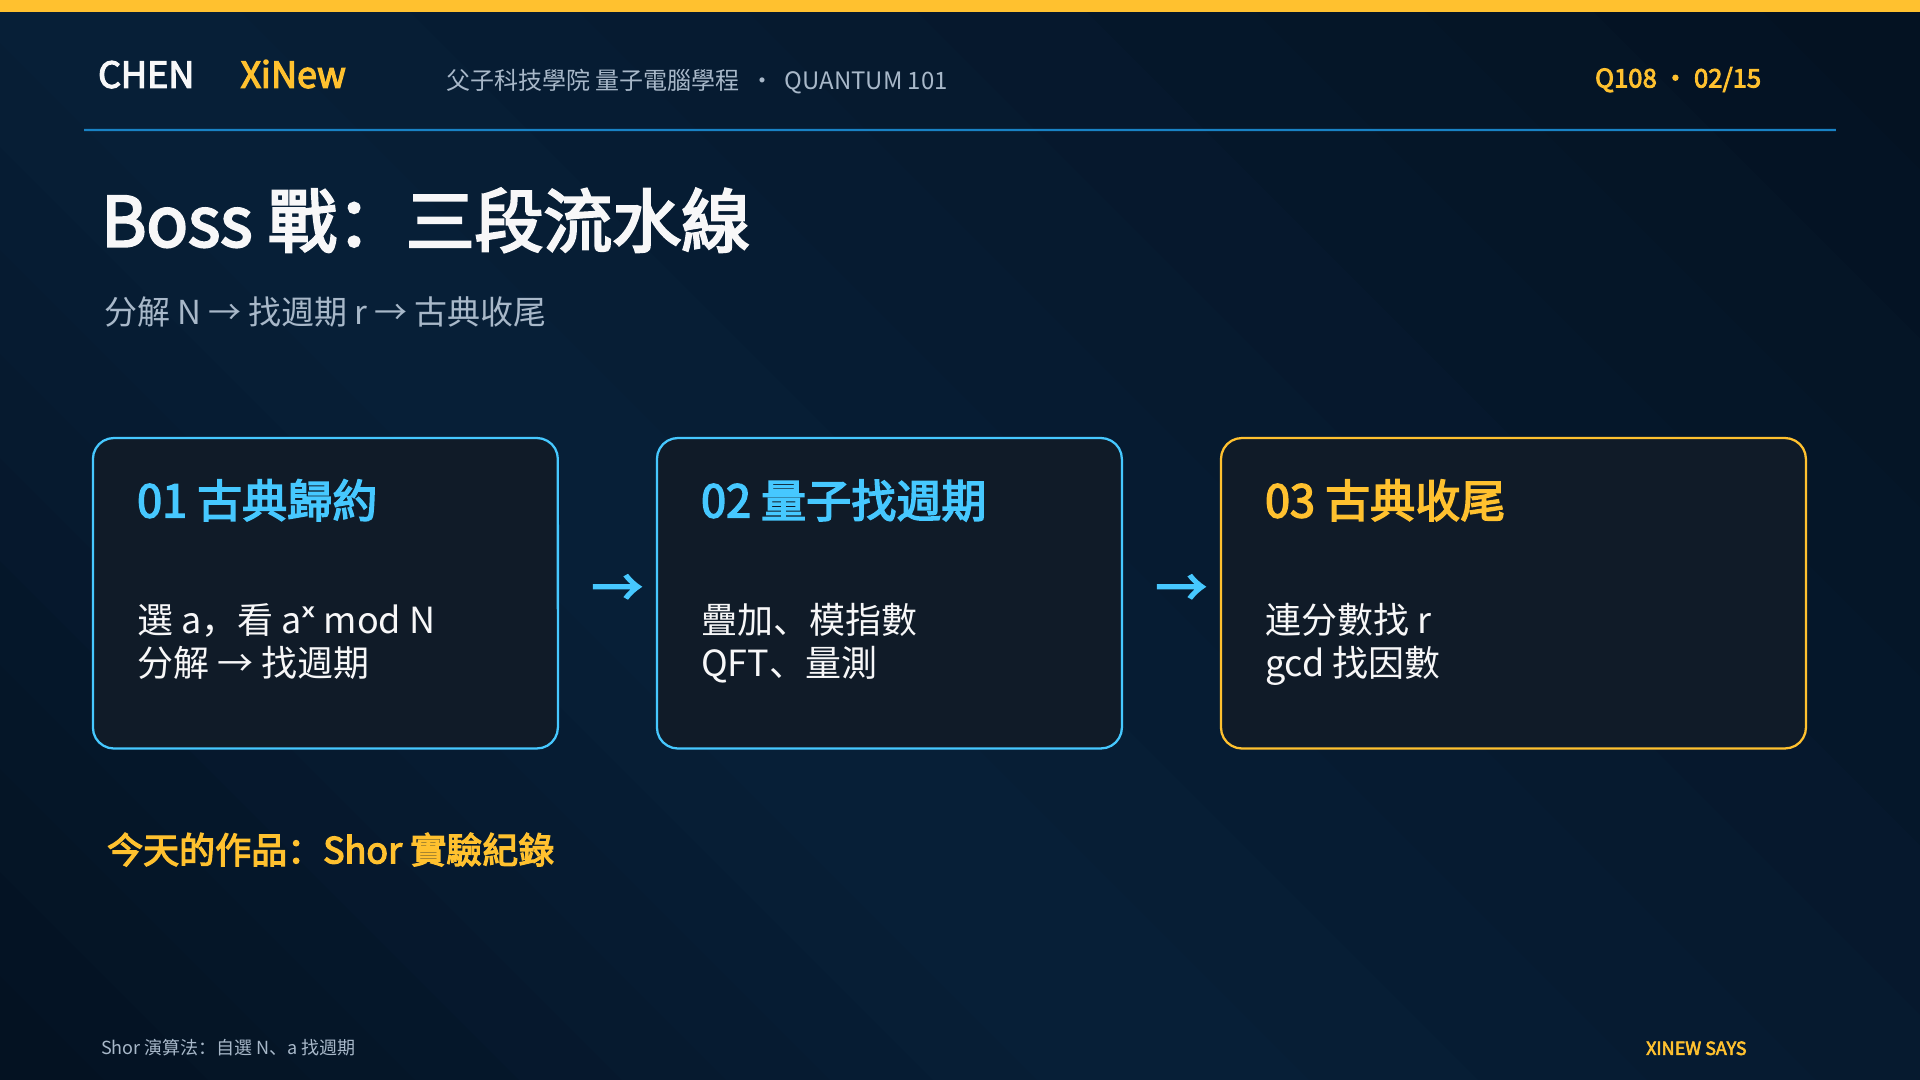 CHEN XiNew 父子科技學院 量子電腦學程 · QUANTUM 101 Q108 · 02/15
Boss 戰：三段流水線
分解 N → 找週期 r → 古典收尾
01 古典歸約
選 a，看 aˣ mod N
分解 → 找週期
→
02 量子找週期
疊加、模指數
QFT、量測
→
03 古典收尾
連分數找 r
gcd 找因數
今天的作品：Shor 實驗紀錄
Shor 演算法：自選 N、a 找週期
XINEW SAYS